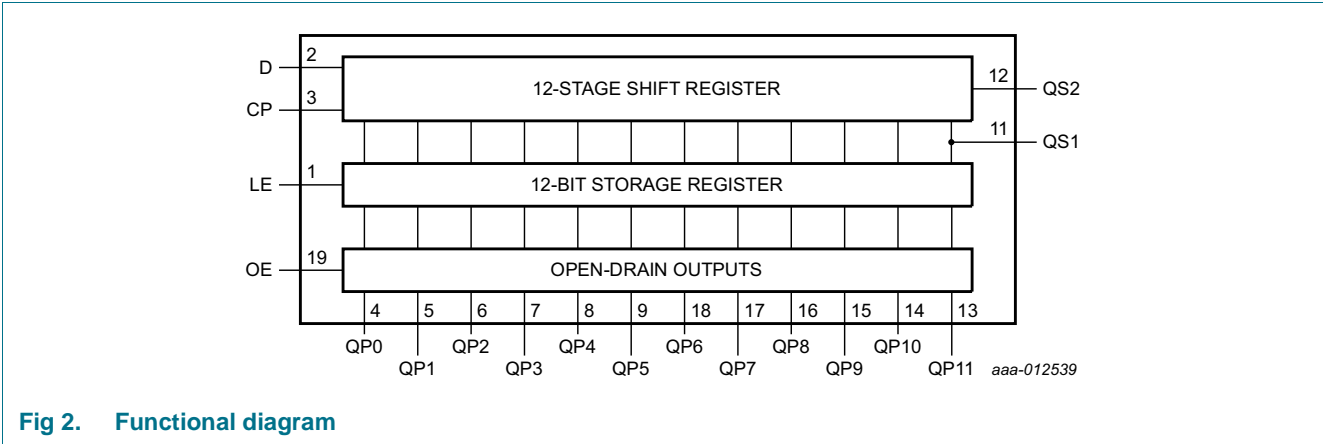 D
2
12-STAGE SHIFT REGISTER
12
QS2
CP
3
11
QS1
LE
1
12-BIT STORAGE REGISTER
OE
19
OPEN-DRAIN OUTPUTS
4 5 6 7 8 9 18 17 16 15 14 13
QP0 QP2 QP4 QP6 QP8 QP10
QP1 QP3 QP5 QP7 QP9 QP11 aaa-012539
Fig 2. Functional diagram